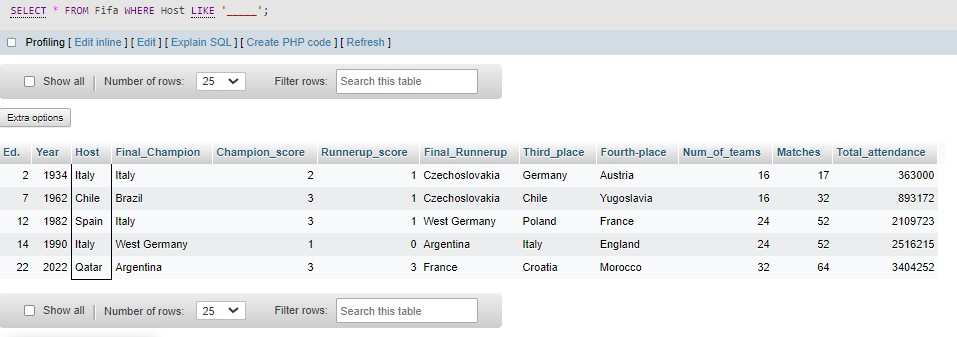 SELECT * FROM Fifa WHERE Host LIKE '_____';
Profiling [ Edit inline ] [ Edit ] [ Explain SQL ] [ Create PHP code ] [ Refresh ]
Show all Number of rows: 25 Filter rows: Search this table
Extra options
Ed. Year Host Final_Champion Champion_score Runnerup_score Final_Runnerup Third_place Fourth-place Num_of_teams Matches Total_attendance
2 1934 Italy Italy 2 1 Czechoslovakia Germany Austria 16 17 363000
7 1962 Chile Brazil 3 1 Czechoslovakia Chile Yugoslavia 16 32 893172
12 1982 Spain Italy 3 1 West Germany Poland France 24 52 2109723
14 1990 Italy West Germany 1 0 Argentina Italy England 24 52 2516215
22 2022 Qatar Argentina 3 3 France Croatia Morocco 32 64 3404252
Show all Number of rows: 25 Filter rows: Search this table